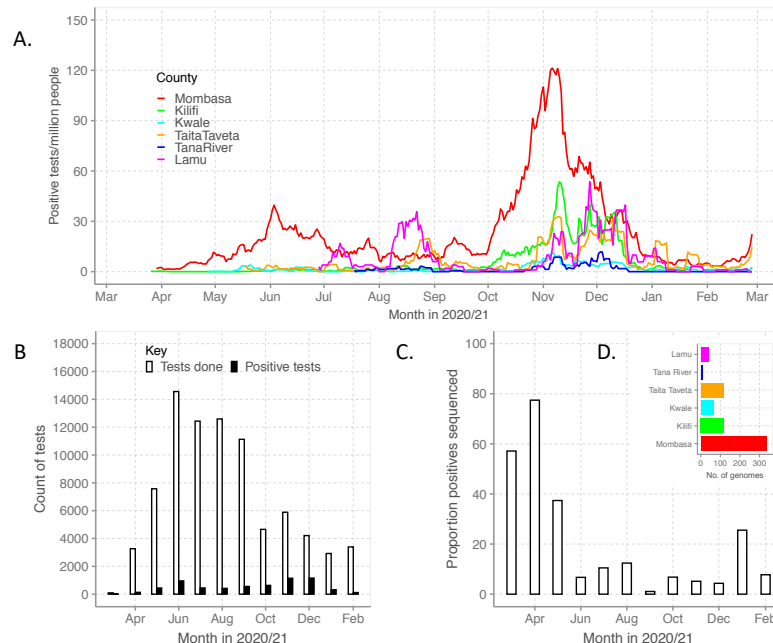 A.
150
120
90
60
30
0
Positive tests/million people
County
Mombasa
Kilifi
Kwale
TaitaTaveta
TanaRiver
Lamu
Mar Apr May Jun Jul Aug Sep Oct Nov Dec Jan Feb Mar
Month in 2020/21
B
18000
16000
14000
12000
10000
8000
6000
4000
2000
0
Count of tests
Key
Tests done Positive tests
Apr Jun Aug Oct Dec Feb
Month in 2020/21
C.
100
80
60
40
20
0
Proportion positives sequenced
Apr Jun Aug Oct Dec Feb
Month in 2020/21
D.
Lamu
Tana River
Taita Taveta
Kwale
Kilifi
Mombasa
0 100 200 300
No. of genomes